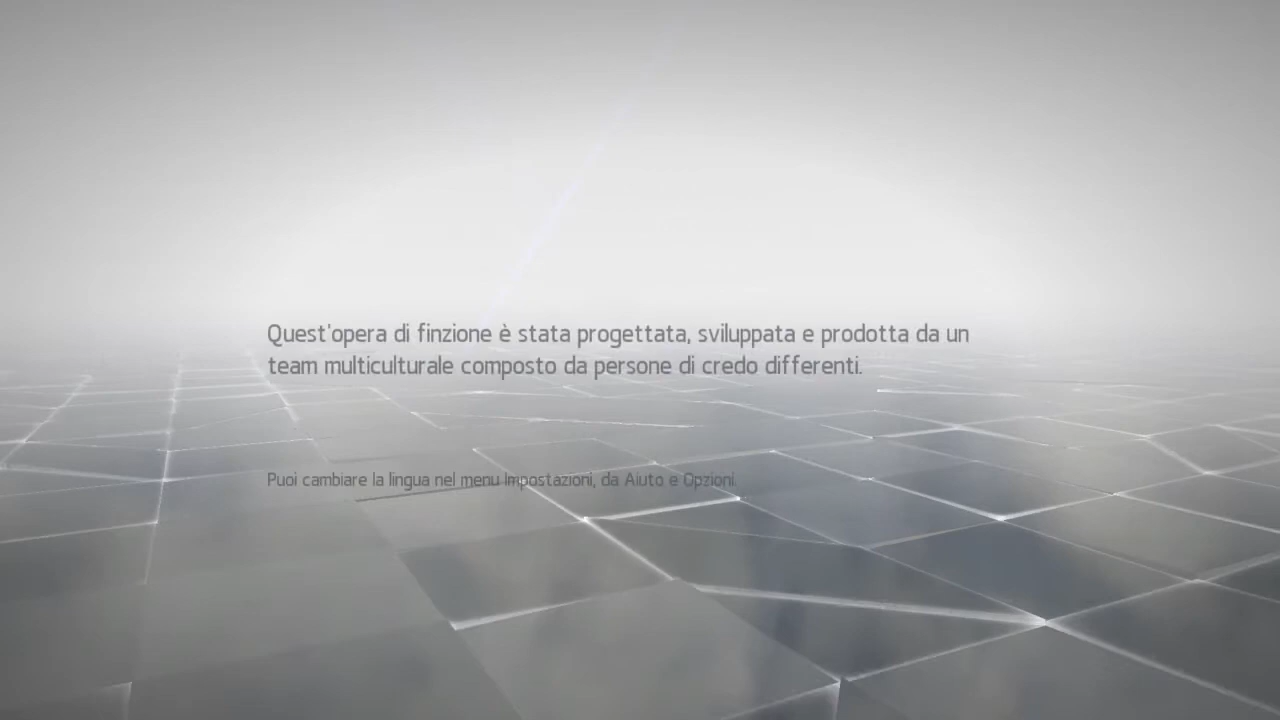 Quest'opera di finzione è stata progettata, sviluppata e prodotta da un
team multiculturale composto da persone di credo differenti.
Puoi cambiare la lingua nel menu Impostazioni, da Aiuto e Opzioni.